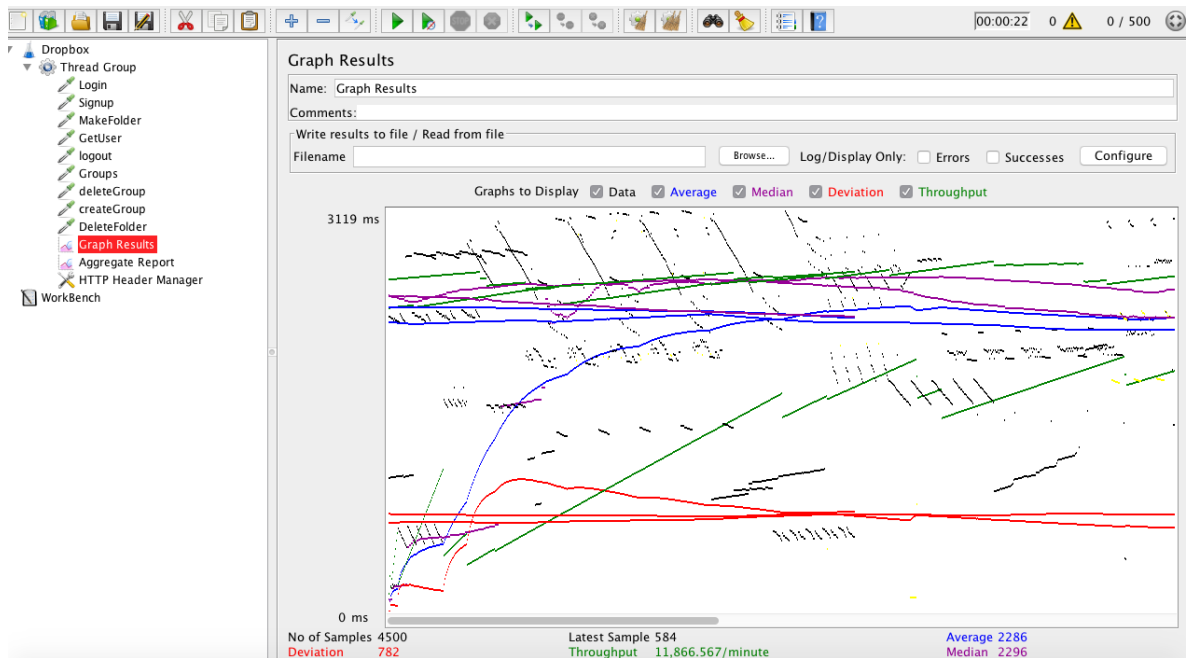 00:00:22 0 0 / 500
Dropbox
Thread Group
Login
Signup
MakeFolder
GetUser
logout
Groups
deleteGroup
createGroup
DeleteFolder
Graph Results
Aggregate Report
HTTP Header Manager
WorkBench
Graph Results
Name: Graph Results
Comments:
Write results to file / Read from file
Filename Browse... Log/Display Only: Errors Successes Configure
Graphs to Display Data Average Median Deviation Throughput
3119 ms
0 ms
No of Samples 4500 Latest Sample 584 Average 2286
Deviation 782 Throughput 11,866.567/minute Median 2296